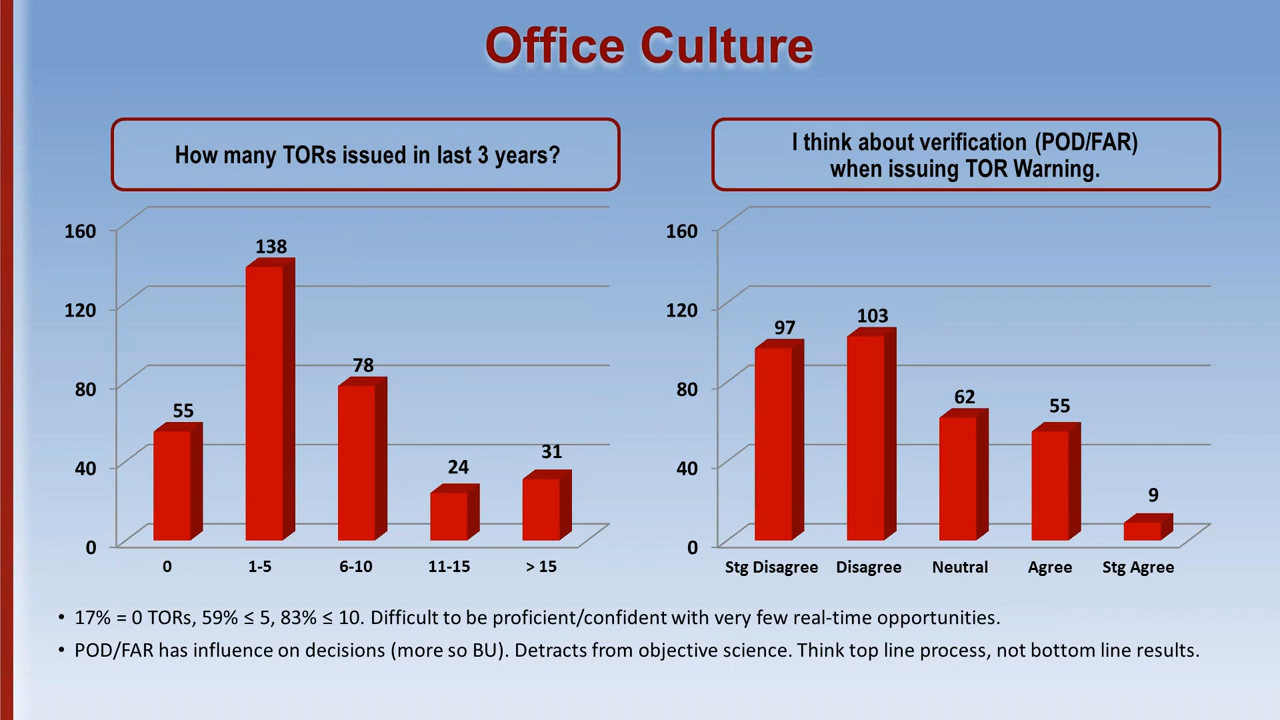 Office Culture
How many TORs issued in last 3 years?
160
120
80
40
0
55
138
78
24
31
0
1-5
6-10
11-15
> 15
I think about verification (POD/FAR)
when issuing TOR Warning.
160
120
80
40
0
97
103
62
55
9
Stg Disagree
Disagree
Neutral
Agree
Stg Agree
• 17% = 0 TORs, 59% ≤ 5, 83% ≤ 10. Difficult to be proficient/confident with very few real-time opportunities.
• POD/FAR has influence on decisions (more so BU). Detracts from objective science. Think top line process, not bottom line results.